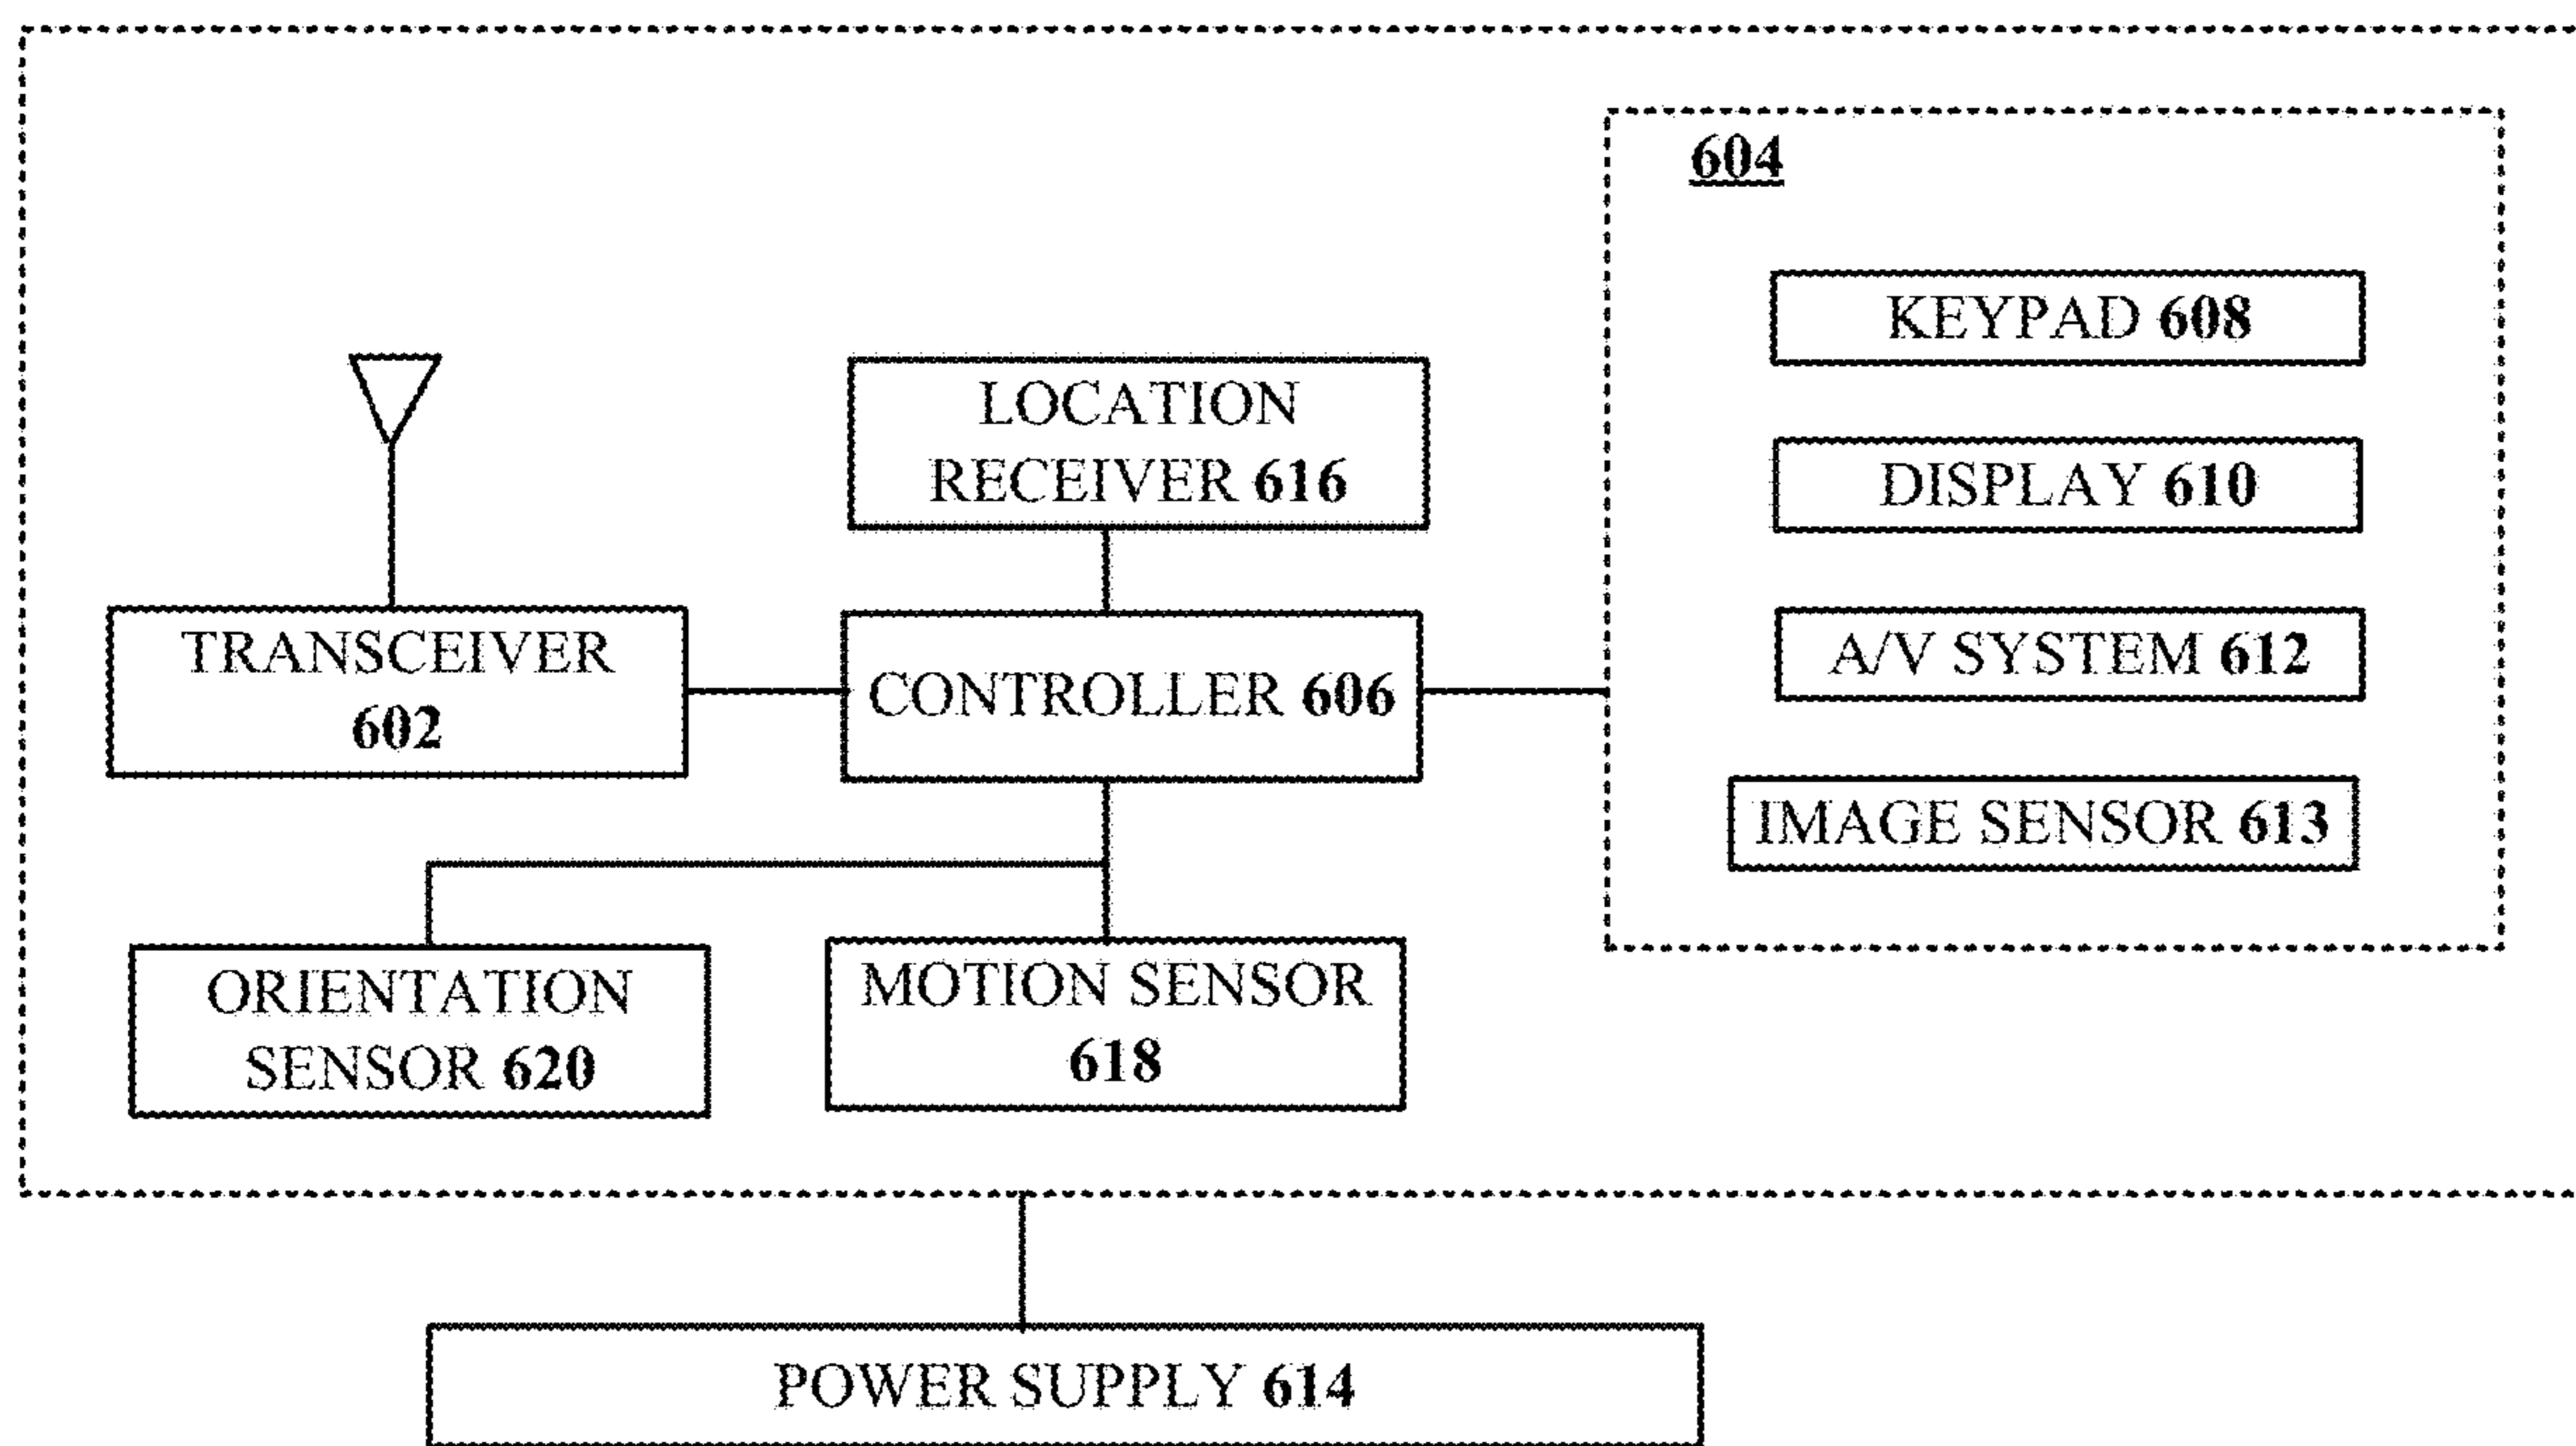 604
KEYPAD 608
LOCATION
RECEIVER 616
DISPLAY 610
TRANSCEIVER
602
CONTROLLER 606
A/V SYSTEM 612
IMAGE SENSOR 613
ORIENTATION
SENSOR 620
MOTION SENSOR
618
POWER SUPPLY 614